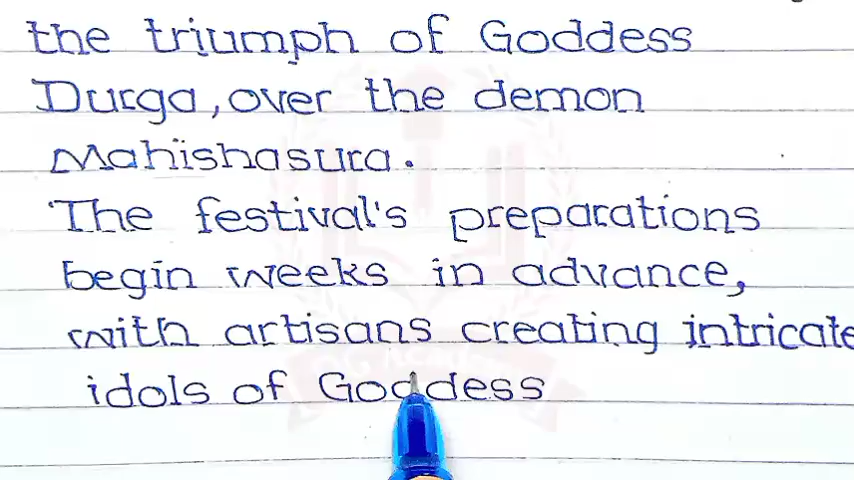 the triumph of Goddess
Durga, over the demon
Mahishasura.
The festival's preparations
begin weeks in advance,
with artisans creating intricate
idols of Goddess